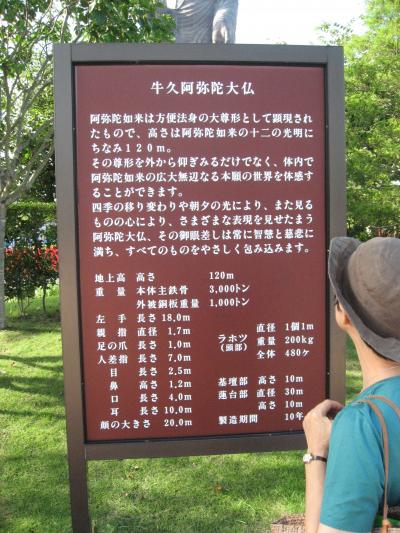 牛久阿弥陀大仏
阿弥陀如来は方便法身の大尊形として顕現され
たもので、高さは阿弥陀如来の十二の光明に
ちなみ120m。
その尊形を外から仰ぎみるだけでなく、体内で
阿弥陀如来の広大無辺なる本願の世界を体感す
ることができます。
四季の移り変わりや朝夕の光により、また見る
ものの心により、さまざまな表現を見せたまう
阿弥陀大仏、その御眼差しは常に智慧と慈悲に
満ち、すべてのものをやさしく包み込みます。
地上高 高さ 120m
重量 本体主鉄骨 3,000トン
外被銅板重量 1,000トン
左手 長さ 18.0m
親指 直径 1.7m
足の爪 長さ 1.0m
人差指 長さ 7.0m
目 長さ 2.5m
鼻 高さ 1.2m
口 長さ 4.0m
耳 長さ 10.0m
顔の大きさ 20.0m
ラホツ 直径 1個1m
(頭部) 重量 200kg
全体 480ケ
基壇部 高さ 10m
蓮台部 直径 30m
高さ 10m
製造期間 10年